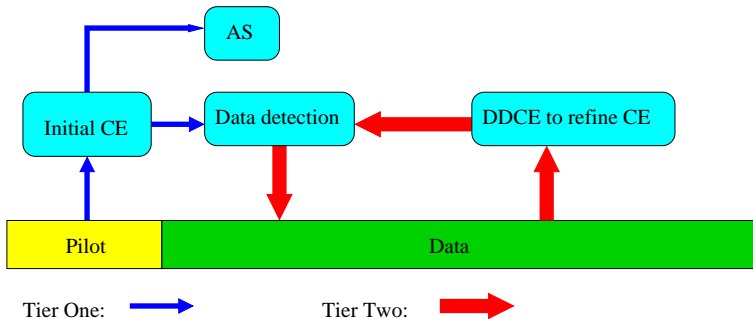 AS
Initial CE
Data detection
DDCE to refine CE
Pilot
Data
Tier One:
Tier Two: